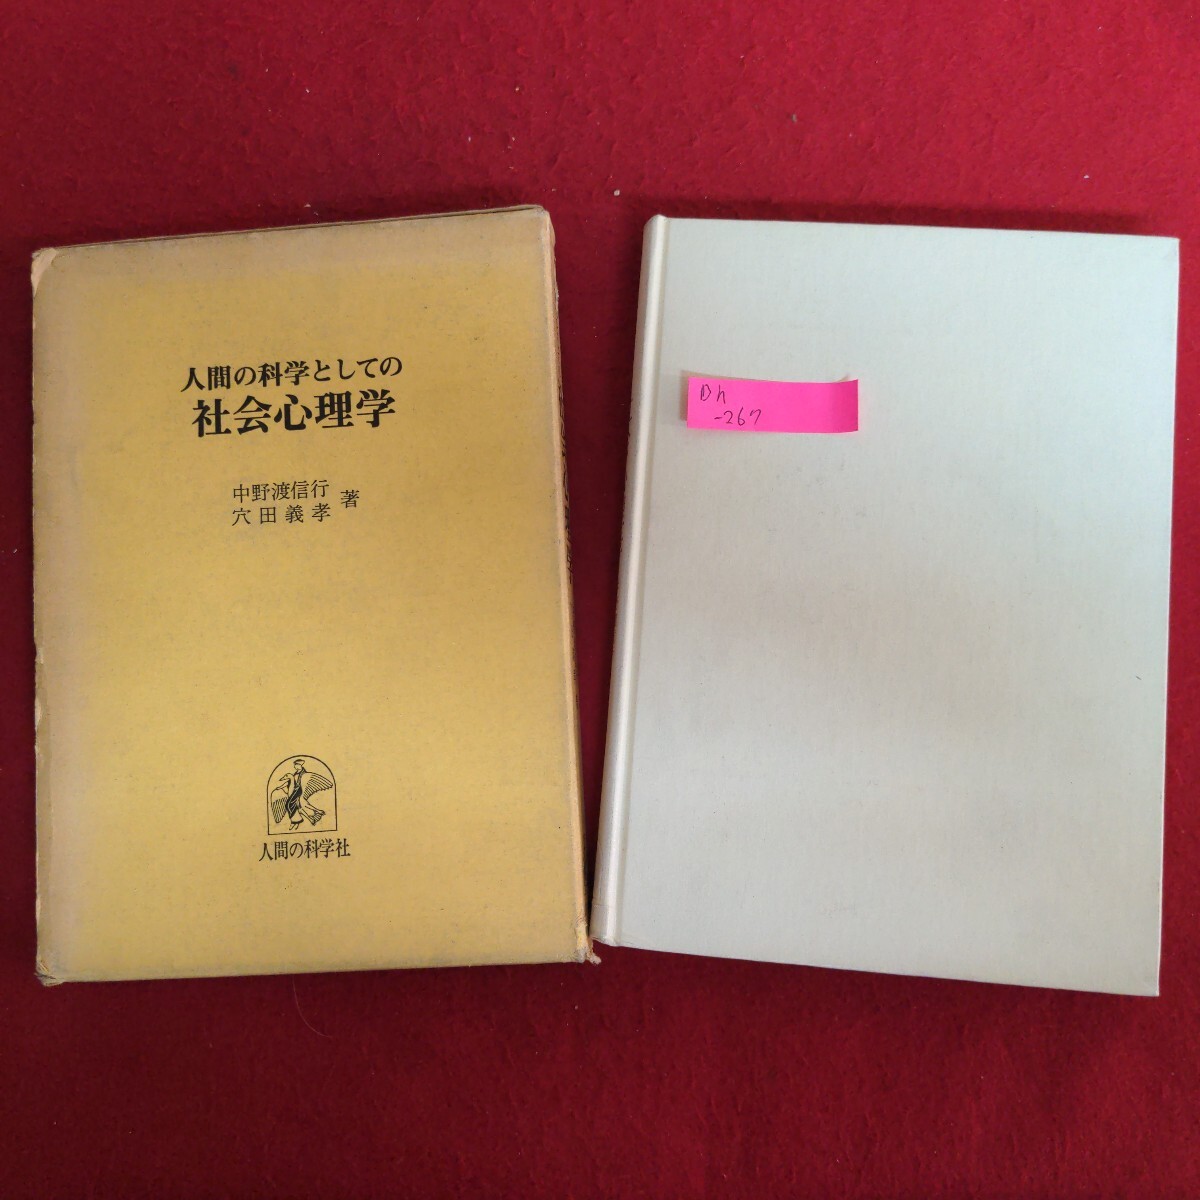 人間の科学としての
社会心理学
中野渡信行
穴田義孝
著
人間の科学社
Dh
-267